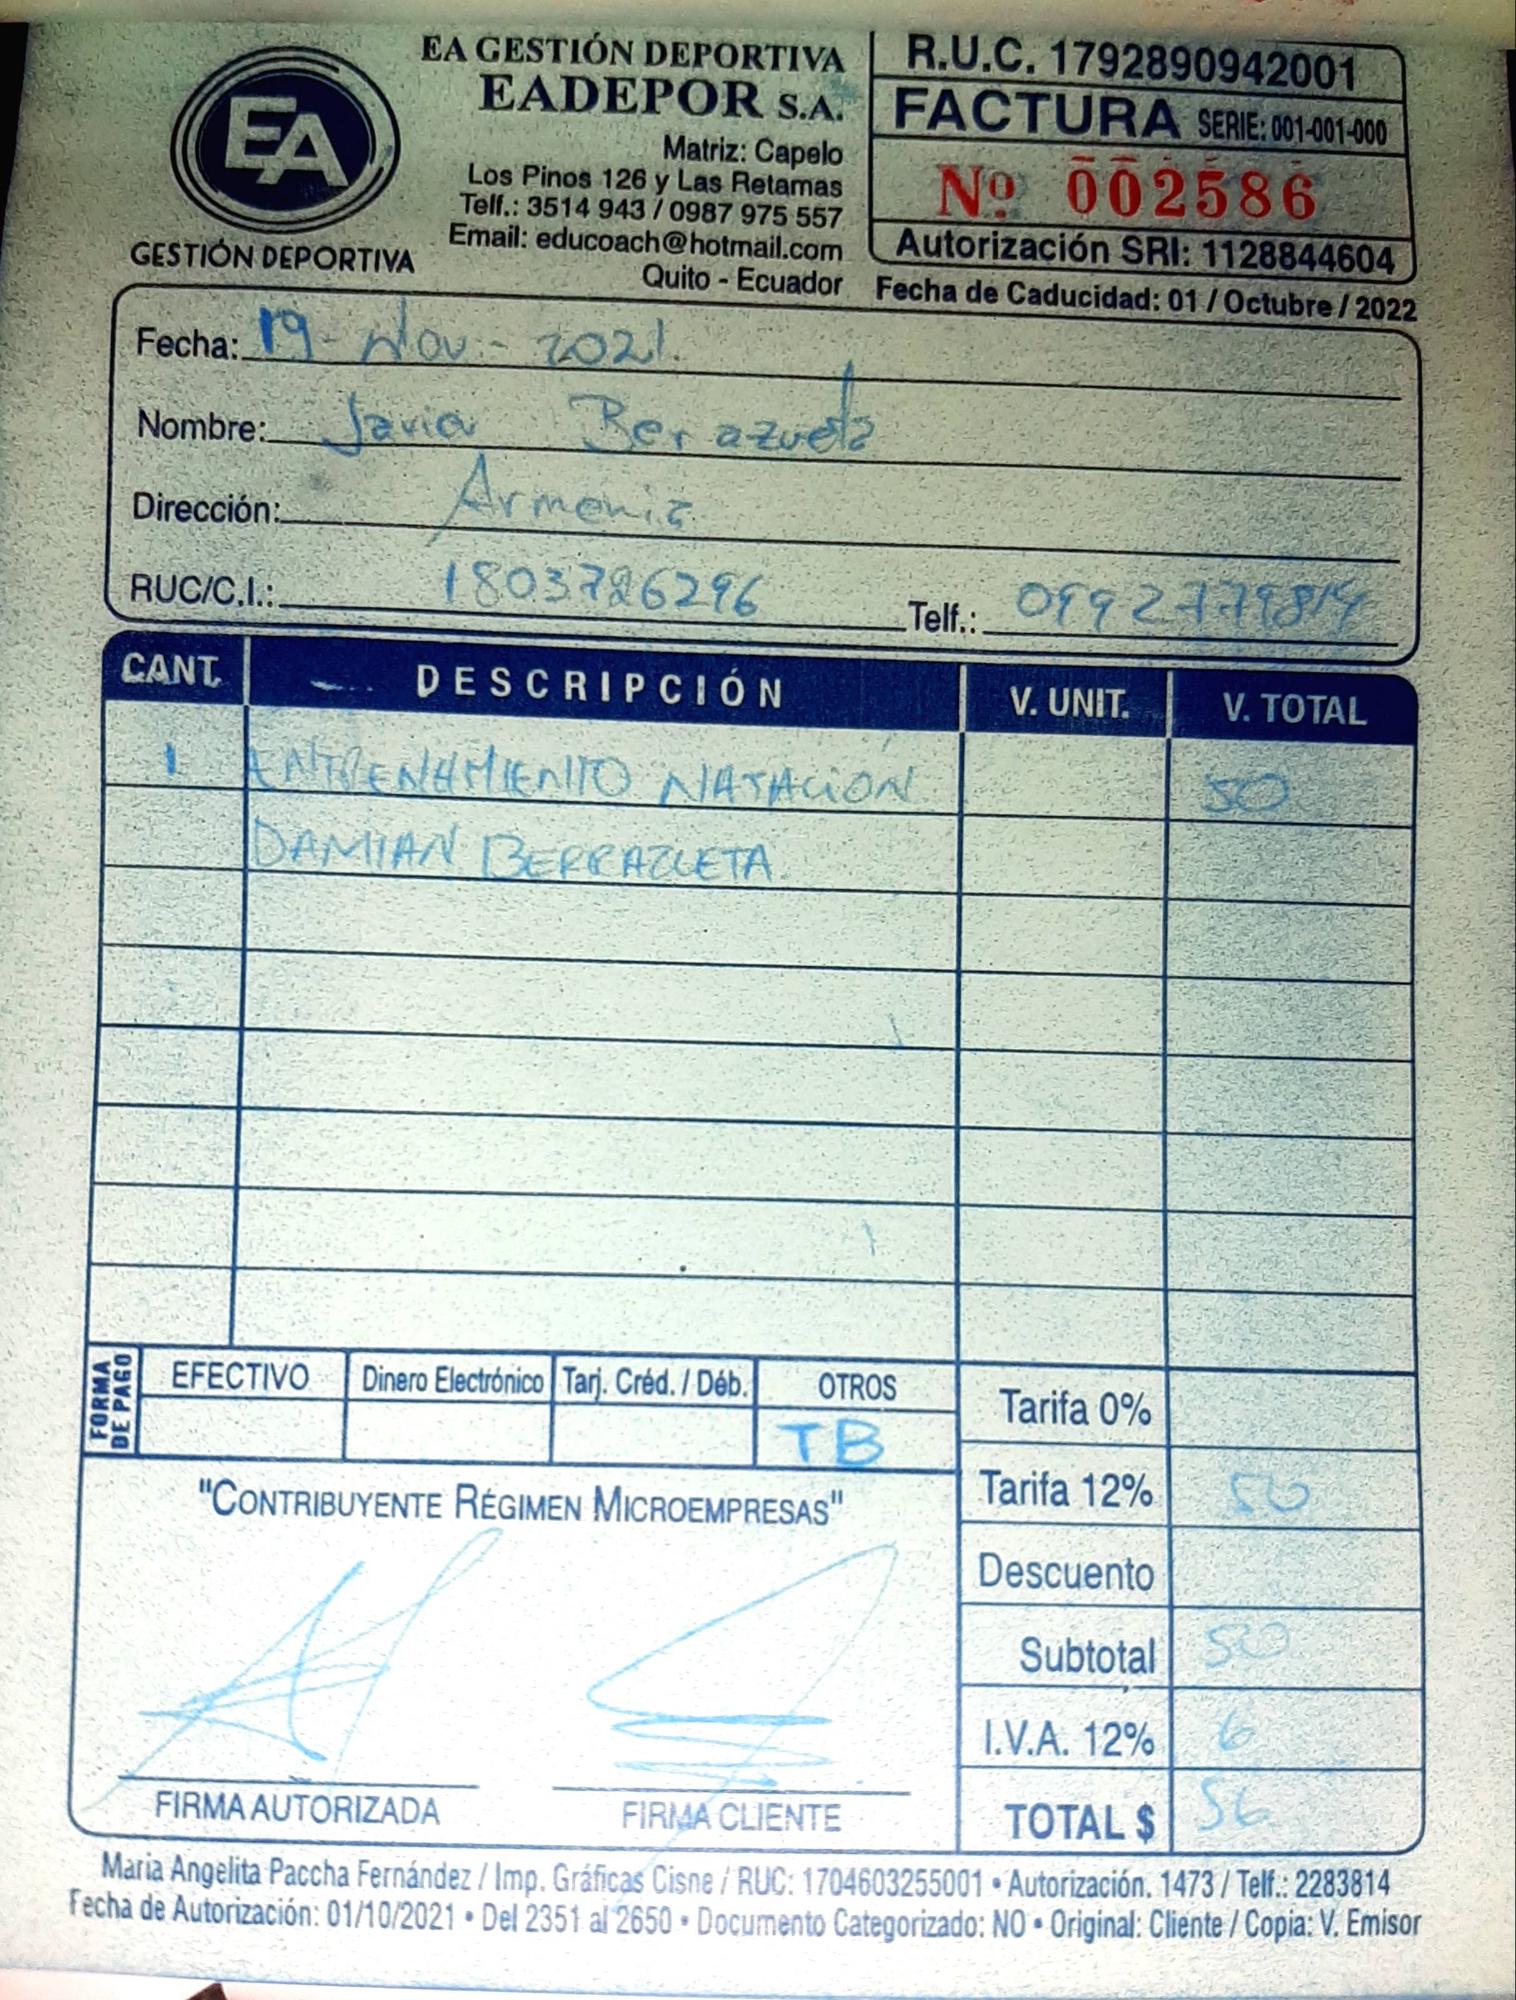 EA
GESTIÓN DEPORTIVA
EA GESTIÓN DEPORTIVA
EADEPOR S.A.
Matriz: Capelo
Los Pinos 126 y Las Retamas
Telf.: 3514 943 / 0987 975 557
Email: educoach@hotmail.com
Quito - Ecuador
R.U.C. 1792890942001
FACTURA SERIE: 001-001-000
Nº 002586
Autorización SRI: 1128844604
Fecha de Caducidad: 01 / Octubre / 2022
Fecha: 19-Nov.-2021.
Nombre: Javier
Dirección: Armenia
RUC/C.I.: 1803726296 Telf.:
CANT. DESCRIPCIÓN V. UNIT. V. TOTAL
1 ENTRENAMIENTO NATACIÓN 50
DAMIAN BERRAZUETA.
FORMA DE PAGO
EFECTIVO Dinero Electrónico Tarj. Créd. / Déb. OTROS
TB
Tarifa 0%
Tarifa 12% 50
Descuento
Subtotal 50
I.V.A. 12% 6
TOTAL $ 56
"CONTRIBUYENTE RÉGIMEN MICROEMPRESAS"
FIRMA AUTORIZADA FIRMA CLIENTE
Maria Angelita Paccha Fernández / Imp. Gráficas Cisne / RUC: 1704603255001 • Autorización. 1473 / Telf.: 2283814
Fecha de Autorización: 01/10/2021 • Del 2351 al 2650 • Documento Categorizado: NO • Original: Cliente / Copia: V. Emisor